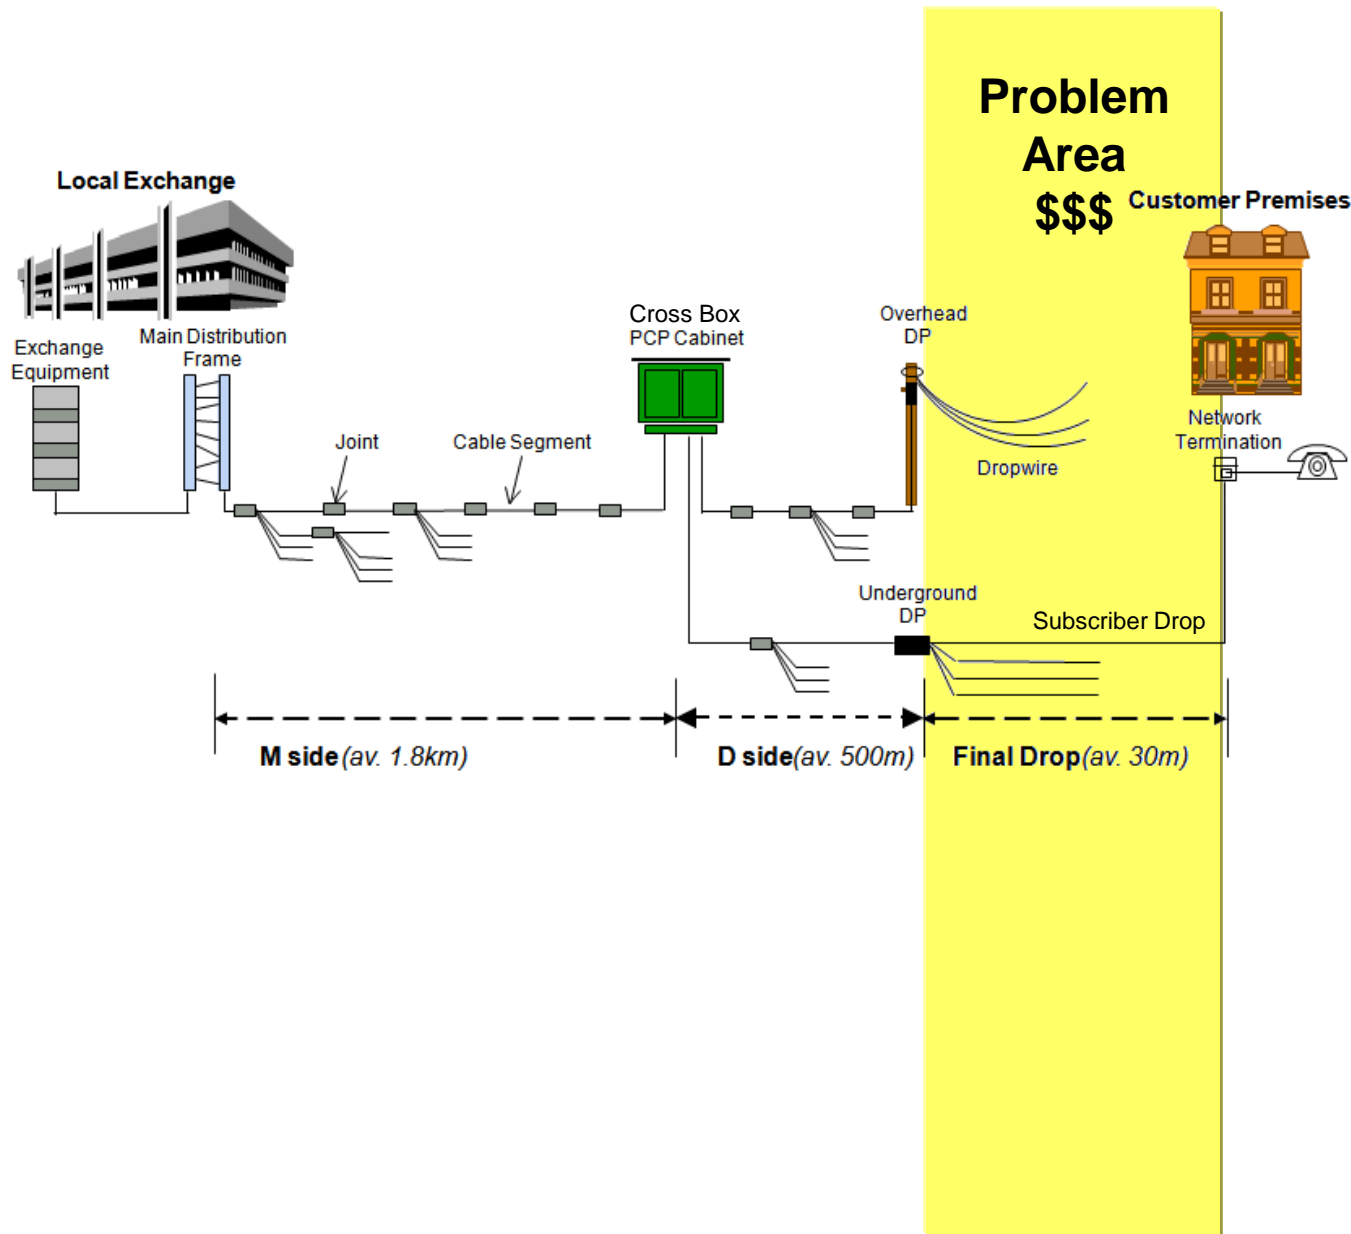 Problem
Area
$$$
Local Exchange
Customer Premises
Cross Box
PCP Cabinet
Overhead
DP
Main Distribution
Frame
Exchange
Equipment
Network
Termination
Joint
Cable Segment
Dropwire
Underground
DP
Subscriber Drop
M side (av. 1.8km)
D side(av. 500m)
Final Drop(av. 30m)